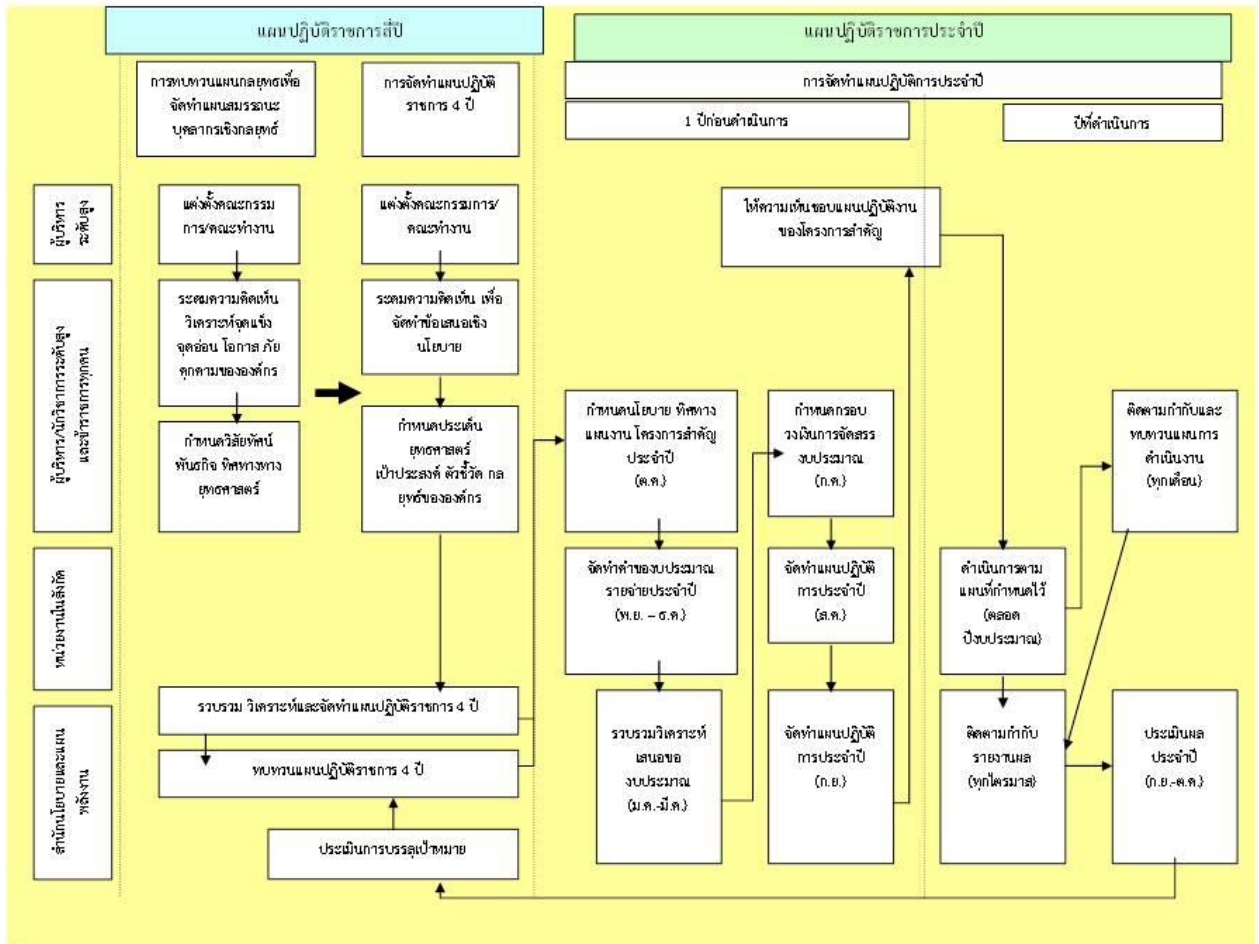 แผนปฏิบัติราชการสี่ปี
แผนปฏิบัติราชการประจำปี
การทบทวนแผนกลยุทธเพื่อ
จัดทำแผนสมรรถนะ
บุคลากรเชิงกลยุทธ์
การจัดทำแผนปฏิบัติ
ราชการ 4 ปี
การจัดทำแผนปฏิบัติการประจำปี
1 ปีก่อนดำเนินการ
ปีที่ดำเนินการ
ผู้บริหาร
ระดับสูง
แต่งตั้งคณะกรรม
การ/คณะทำงาน
แต่งตั้งคณะกรรมการ/
คณะทำงาน
ให้ความเห็นชอบแผนปฏิบัติงาน
ของโครงการสำคัญ
ผู้บริหาร/นักวิชาการระดับสูง
และข้าราชการทุกคน
ระดมความคิดเห็น
วิเคราะห์จุดแข็ง
จุดอ่อน โอกาส ภัย
คุกคามขององค์กร
ระดมความคิดเห็น เพื่อ
จัดทำข้อเสนอเชิง
นโยบาย
กำหนดวิสัยทัศน์
พันธกิจ ทิศทางทาง
ยุทธศาสตร์
กำหนดประเด็น
ยุทธศาสตร์
เป้าประสงค์ ตัวชี้วัด กล
ยุทธ์ขององค์กร
กำหนดนโยบาย ทิศทาง
แผนงาน โครงการสำคัญ
ประจำปี
(ต.ค.)
กำหนดกรอบ
วงเงินการจัดสรร
งบประมาณ
(ก.ค.)
ติดตามกำกับและ
ทบทวนแผนการ
ดำเนินงาน
(ทุกเดือน)
หน่วยงานในสังกัด
จัดทำคำของบประมาณ
รายจ่ายประจำปี
(พ.ย. – ธ.ค.)
จัดทำแผนปฏิบัติ
การประจำปี
(ส.ค.)
ดำเนินการตาม
แผนที่กำหนดไว้
(ตลอด
ปีงบประมาณ)
สำนักนโยบายและแผน
พลังงาน
รวบรวม วิเคราะห์และจัดทำแผนปฏิบัติราชการ 4 ปี
ทบทวนแผนปฏิบัติราชการ 4 ปี
ประเมินการบรรลุเป้าหมาย
รวบรวมวิเคราะห์
เสนอขอ
งบประมาณ
(ม.ค.-มี.ค.)
จัดทำแผนปฏิบัติ
การประจำปี
(ก.ย.)
ติดตามกำกับ
รายงานผล
(ทุกไตรมาส)
ประเมินผล
ประจำปี
(ก.ย.-ต.ค.)